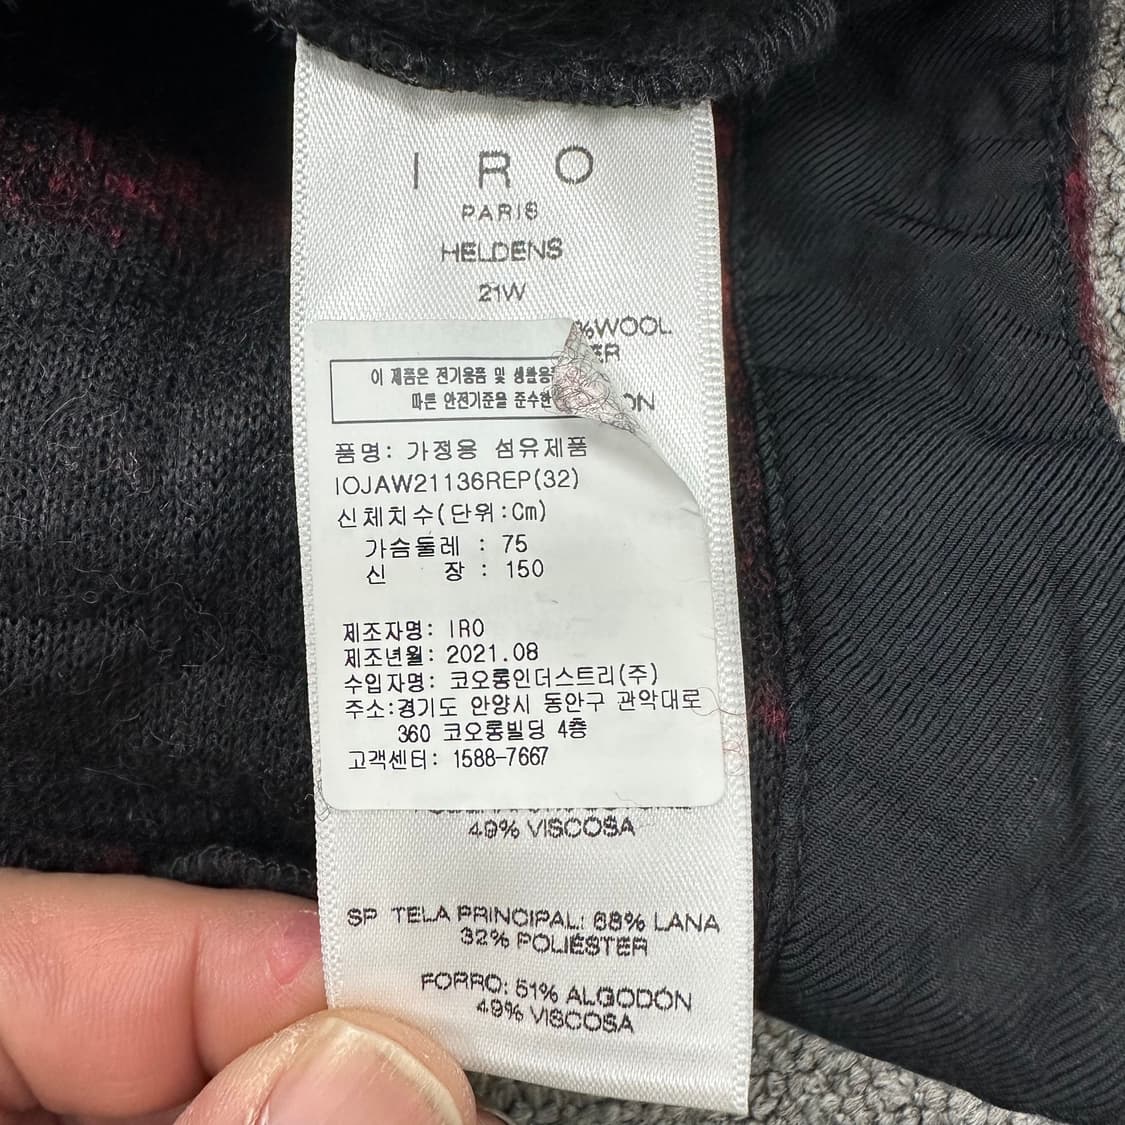 IRO
PARIS
HELDENS
21W
%WOOL
ER
ON
이 제품은 전기용품 및 생활용
따른 안전기준을 준수한
품명: 가정용 섬유제품
IOJAW21136REP(32)
신체치수(단위:Cm)
가슴둘레 : 75
신 장 : 150
제조자명: IRO
제조년월: 2021.08
수입자명: 코오롱인더스트리(주)
주소:경기도 안양시 동안구 관악대로
360 코오롱빌딩 4층
고객센터: 1588-7667
49% VISCOSA
SP TELA PRINCIPAL: 68% LANA
32% POLIÉSTER
FORRO: 51% ALGODÓN
49% VISCOSA